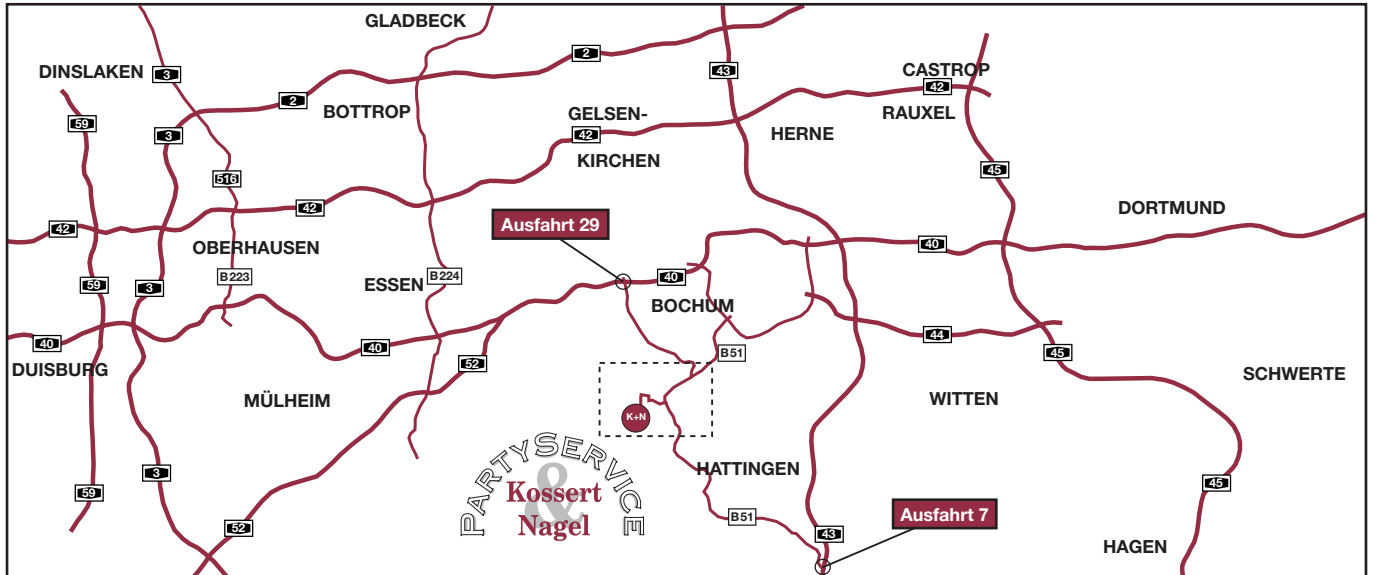 GLADBECK
2
DINSLAKEN
3
43
CASTROP
42
2
BOTTROP
GELSEN-
RAUXEL
59
3
42
HERNE
KIRCHEN
45
516
42
DORTMUND
42
Ausfahrt 29
OBERHAUSEN
40
B223
ESSEN
B224
40
59
3
BOCHUM
44
40
40
B51
45
52
DUISBURG
SCHWERTE
MÜLHEIM
WITTEN
K+N
PARTYSERVICE
HATTINGEN
3
Kossert
&
Nagel
45
59
B51
Ausfahrt 7
52
43
HAGEN